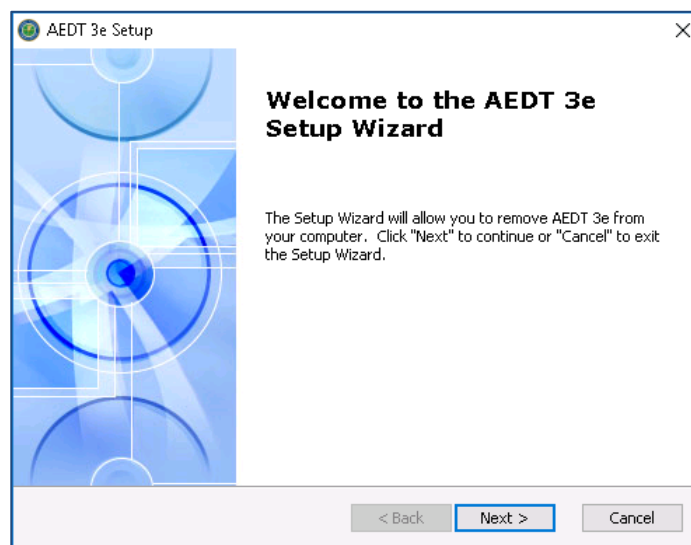 AEDT 3e Setup
Welcome to the AEDT 3e
Setup Wizard
The Setup Wizard will allow you to remove AEDT 3e from
your computer. Click "Next" to continue or "Cancel" to exit
the Setup Wizard.
< Back Next > Cancel